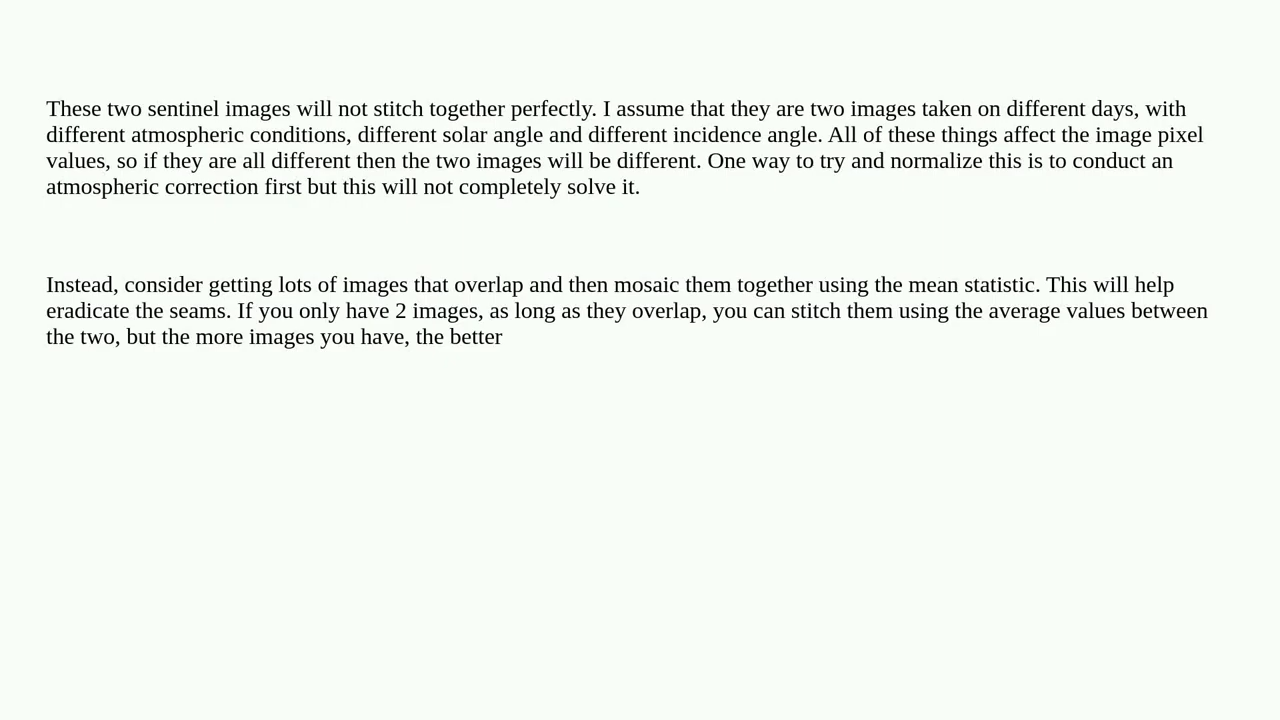 These two sentinel images will not stitch together perfectly. I assume that they are two images taken on different days, with
different atmospheric conditions, different solar angle and different incidence angle. All of these things affect the image pixel
values, so if they are all different then the two images will be different. One way to try and normalize this is to conduct an
atmospheric correction first but this will not completely solve it.
Instead, consider getting lots of images that overlap and then mosaic them together using the mean statistic. This will help
eradicate the seams. If you only have 2 images, as long as they overlap, you can stitch them using the average values between
the two, but the more images you have, the better